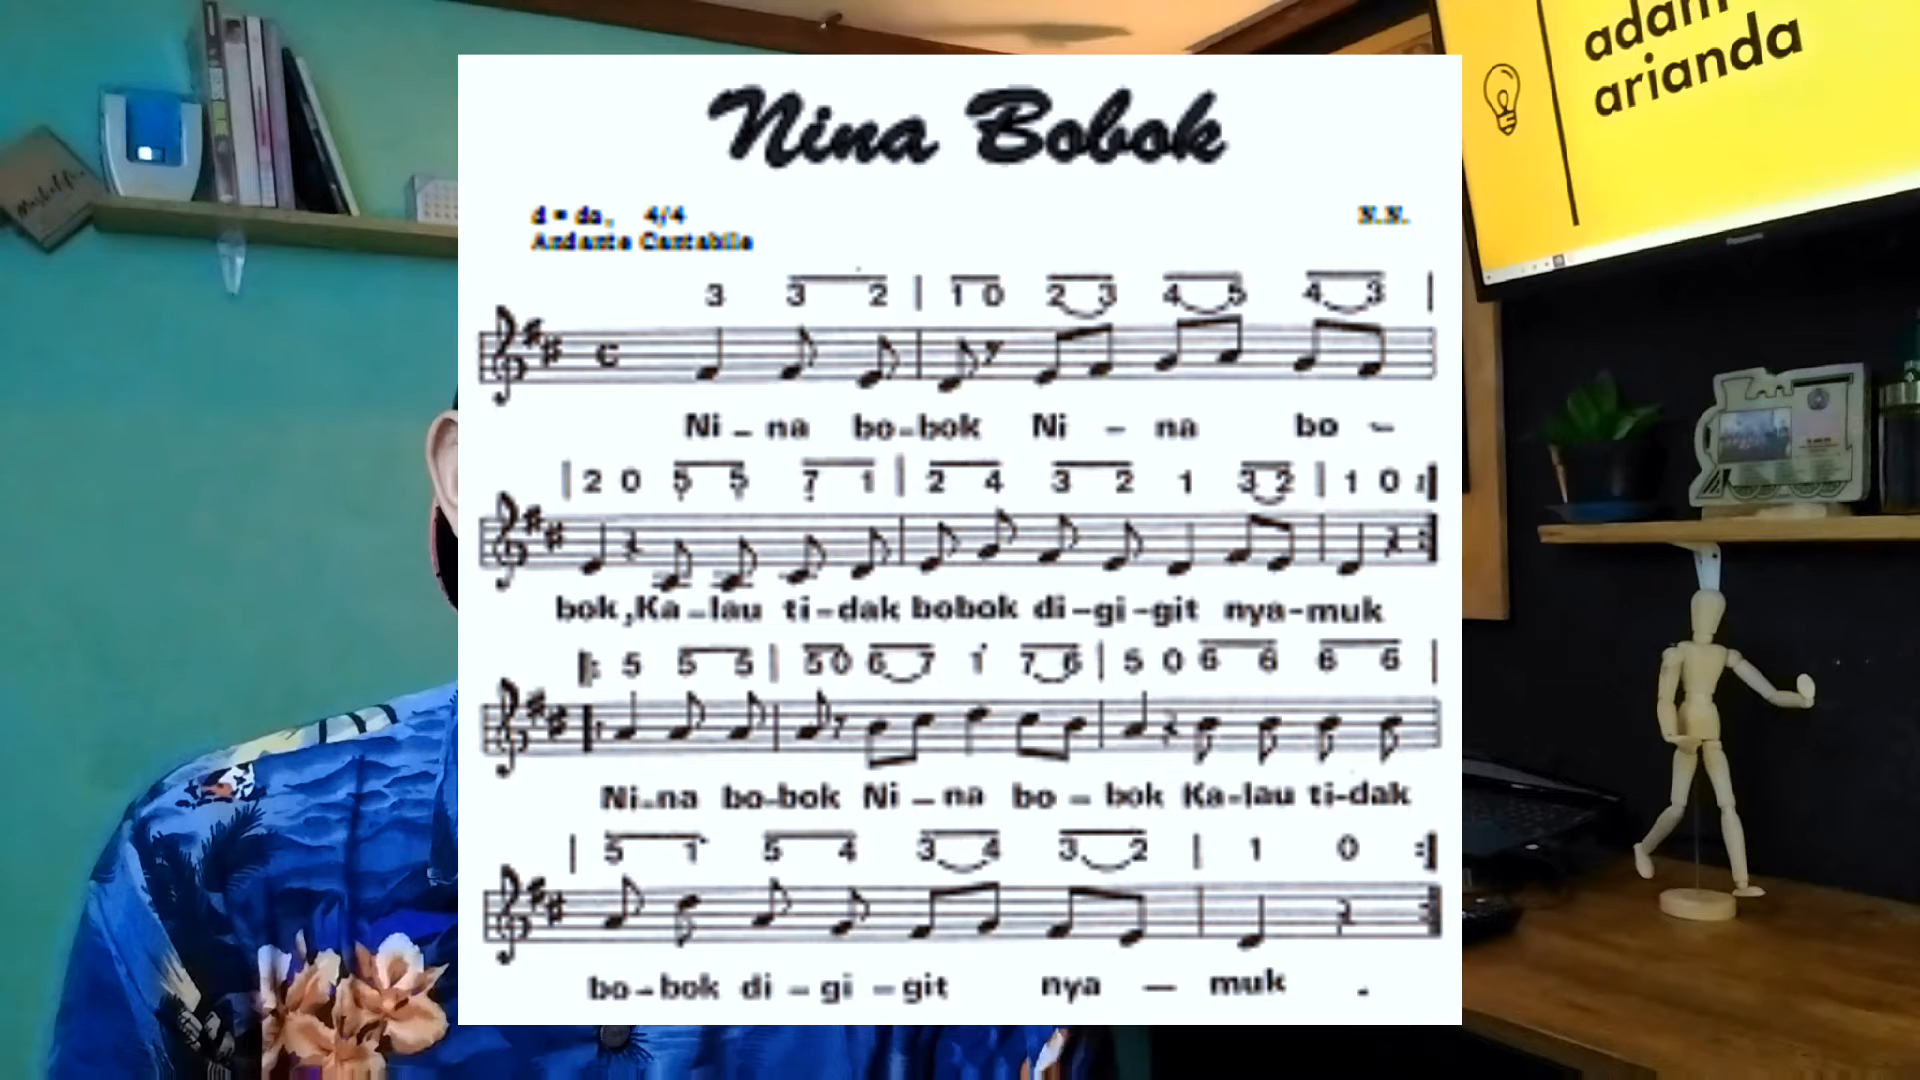 adam
arianda
Nina Bobok
d = do, 4/4
N.N.
Andante Cantabile
3 3 2 | 1 0 2 3 4 5 4 3 |
Ni – na bo-bok Ni – na bo –
| 2 0 5 5 7 1 | 2 4 3 2 1 3 2 | 1 0 :|
bok ,Ka – lau ti-dak bobok di-gi-git nya-muk
|: 5 5 5 | 5 0 6 7 1 7 6 | 5 0 6 6 6 6 |
Ni-na bo-bok Ni – na bo – bok Ka-lau ti-dak
| 5 1 5 4 3 4 3 2 | 1 0 :|
bo-bok di – gi – git nya — muk .
Panasonic